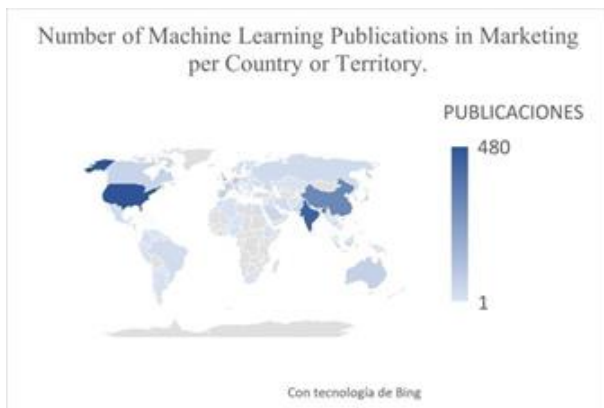 Number of Machine Learning Publications in Marketing
per Country or Territory.
PUBLICACIONES
480
1
Con tecnología de Bing